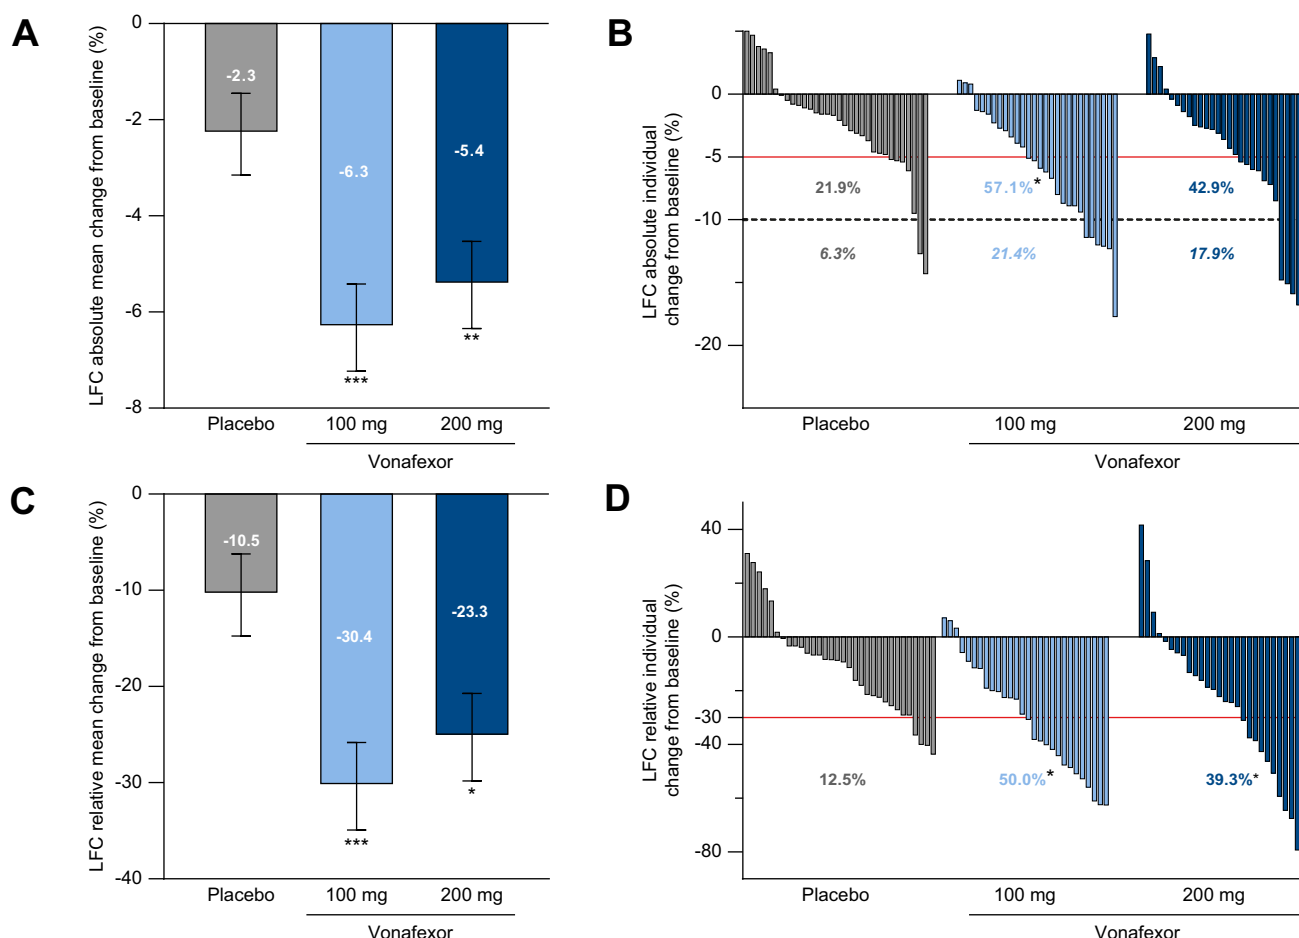 A
LFC absolute mean change from baseline (%)
0
-2
-4
-6
-8
-2.3
-6.3
-5.4
***
**
Placebo
100 mg
200 mg
Vonafexor
B
LFC absolute individual
change from baseline (%)
0
-5
-10
-20
21.9%
57.1%*
42.9%
6.3%
21.4%
17.9%
Placebo
100 mg
200 mg
Vonafexor
C
LFC relative mean change from baseline (%)
0
-10
-20
-30
-40
-10.5
-30.4
-23.3
***
*
Placebo
100 mg
200 mg
Vonafexor
D
LFC relative individual
change from baseline (%)
40
0
-30
-40
-80
12.5%
50.0%*
39.3%*
Placebo
100 mg
200 mg
Vonafexor